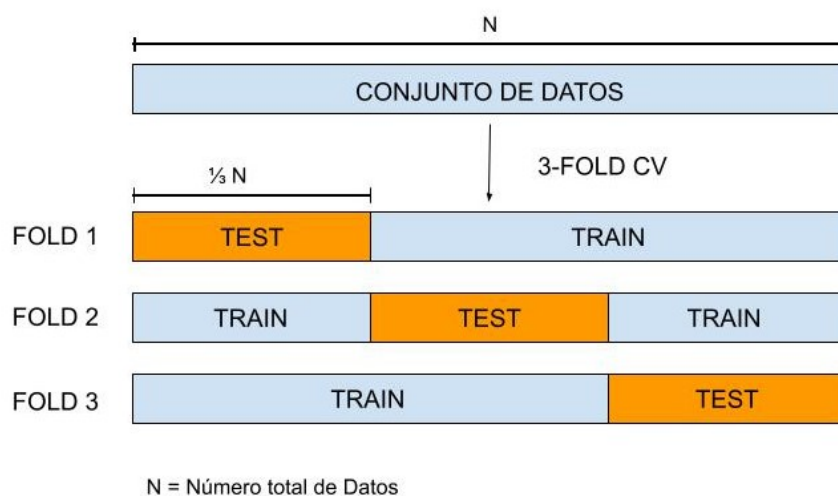 N
CONJUNTO DE DATOS
3-FOLD CV
⅓ N
FOLD 1 TEST TRAIN
FOLD 2 TRAIN TEST TRAIN
FOLD 3 TRAIN TEST
N = Número total de Datos